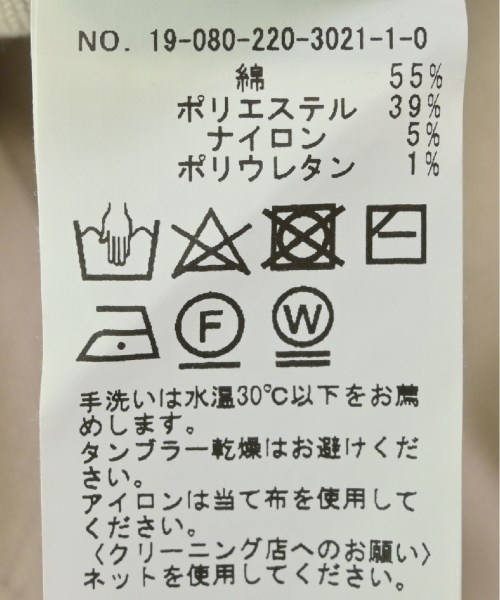 NO. 19-080-220-3021-1-0
綿 55%
ポリエステル 39%
ナイロン 5%
ポリウレタン 1%
F W
手洗いは水温30℃以下をお薦
めします。
タンブラー乾燥はお避けくだ
さい。
アイロンは当て布を使用して
ください。
〈クリーニング店へのお願い〉
ネットを使用してください。